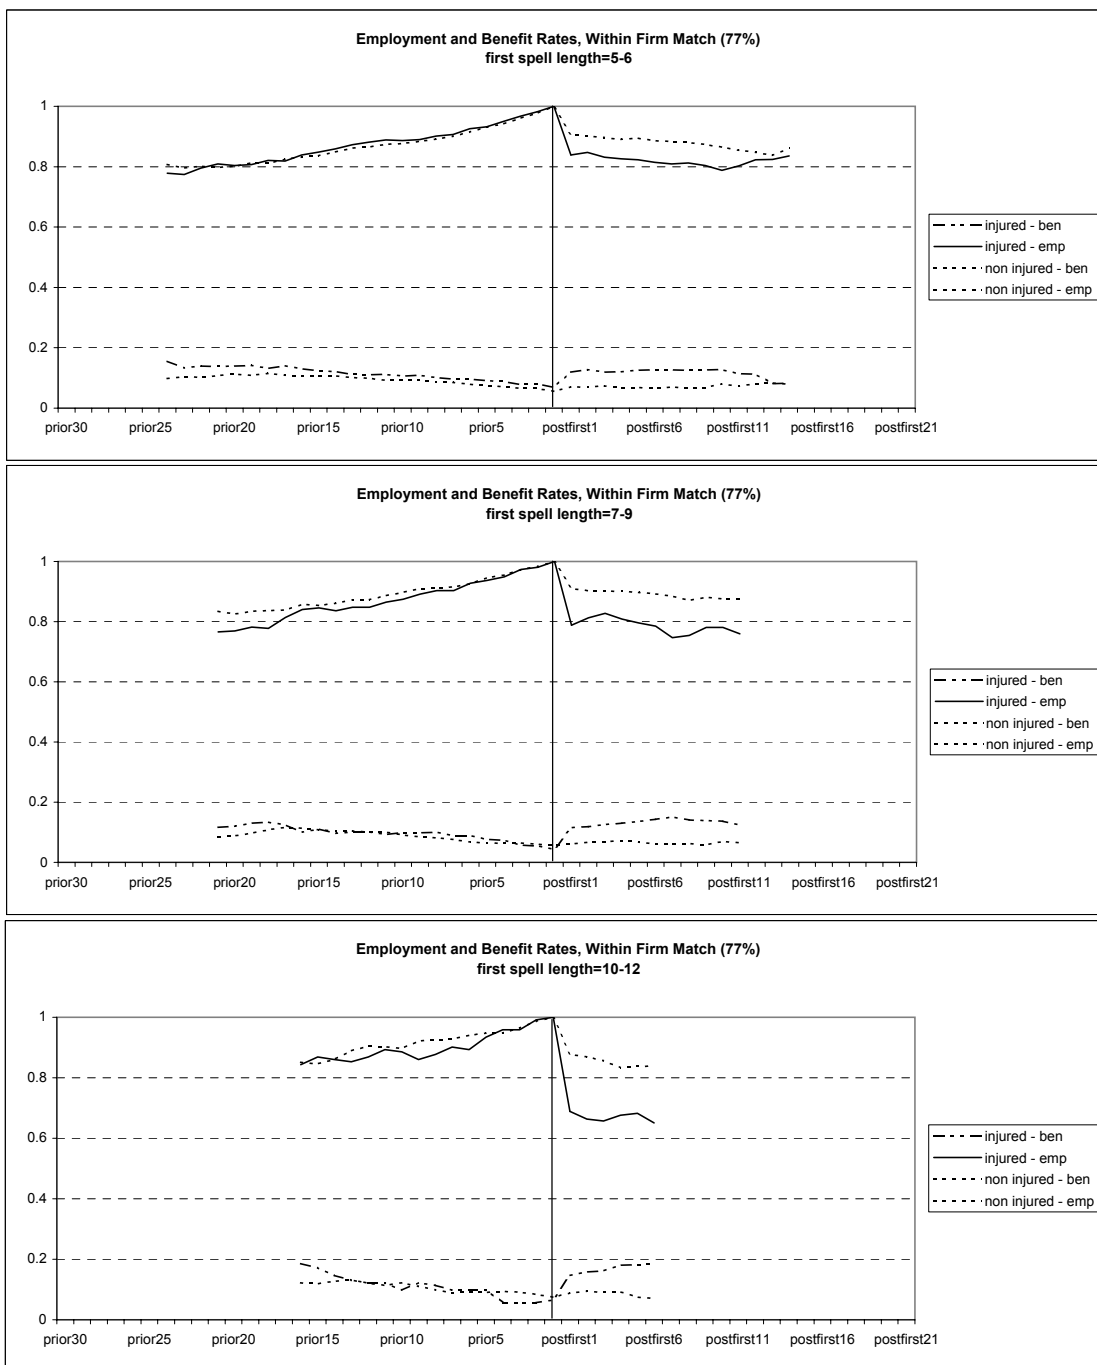 Employment and Benefit Rates, Within Firm Match (77%)
first spell length=5-6
1
0.8
0.6
0.4
0.2
0
prior30 prior25 prior20 prior15 prior10 prior5 postfirst1 postfirst6 postfirst11 postfirst16 postfirst21
injured - ben
injured - emp
non injured - ben
non injured - emp
Employment and Benefit Rates, Within Firm Match (77%)
first spell length=7-9
1
0.8
0.6
0.4
0.2
0
prior30 prior25 prior20 prior15 prior10 prior5 postfirst1 postfirst6 postfirst11 postfirst16 postfirst21
injured - ben
injured - emp
non injured - ben
non injured - emp
Employment and Benefit Rates, Within Firm Match (77%)
first spell length=10-12
1
0.8
0.6
0.4
0.2
0
prior30 prior25 prior20 prior15 prior10 prior5 postfirst1 postfirst6 postfirst11 postfirst16 postfirst21
injured - ben
injured - emp
non injured - ben
non injured - emp